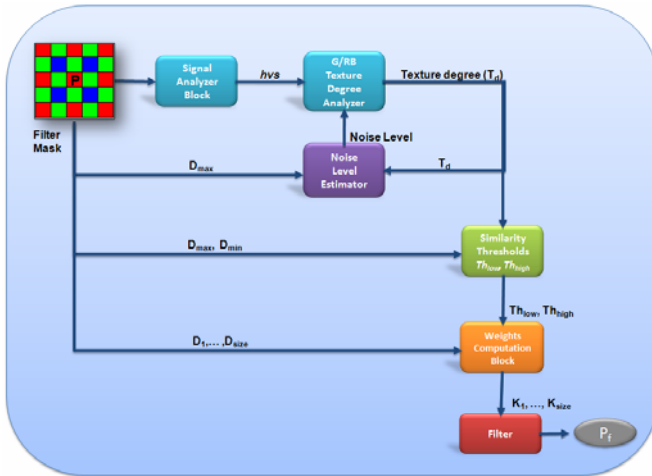 P
Filter
Mask
Signal
Analyzer
Block
hvs
G/RB
Texture
Degree
Analyzer
Texture degree (Td)
Noise Level
Noise
Level
Estimator
Dmax
Td
Dmax, Dmin
Similarity
Thresholds
Thlow, Thhigh
Thlow, Thhigh
D1,…,Dsize
Weights
Computation
Block
K1, …, Ksize
Filter
Pf